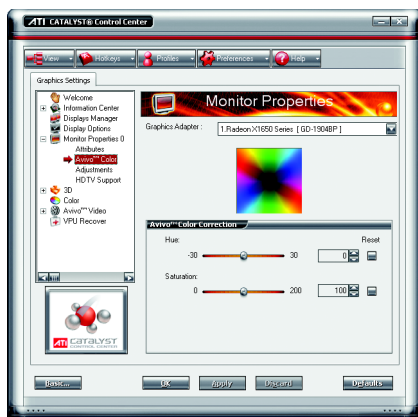 ATI CATALYST® Control Center
View
Hotkeys
Profiles
Preferences
Help
Graphics Settings
Welcome
Information Center
Displays Manager
Display Options
Monitor Properties 0
Attributes
Avivo™ Color
Adjustments
HDTV Support
3D
Color
Avivo™ Video
VPU Recover
Monitor Properties
Graphics Adapter :
1.Radeon X1650 Series [ GD-1904BP ]
Avivo™ Color Correction
Hue:
Reset
-30
30
0
Saturation:
0
200
100
ATI CATALYST
CONTROL CENTER
Basic...
OK
Apply
Discard
Defaults